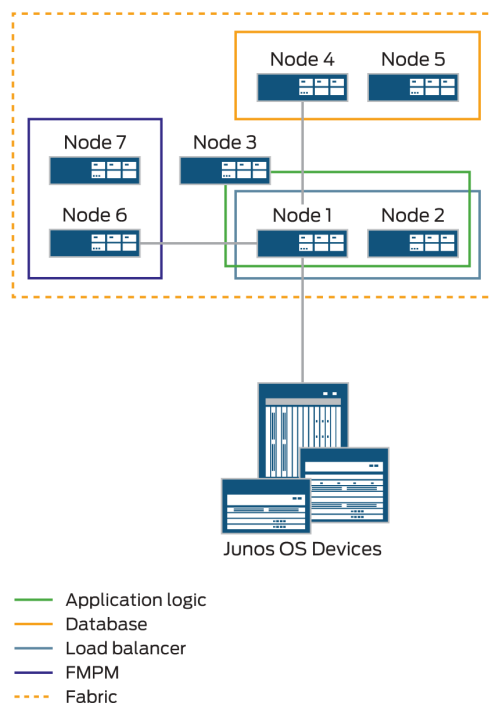 Node 4
Node 5
Node 7
Node 3
Node 6
Node 1
Node 2
Junos OS Devices
Application logic
Database
Load balancer
FMPM
Fabric